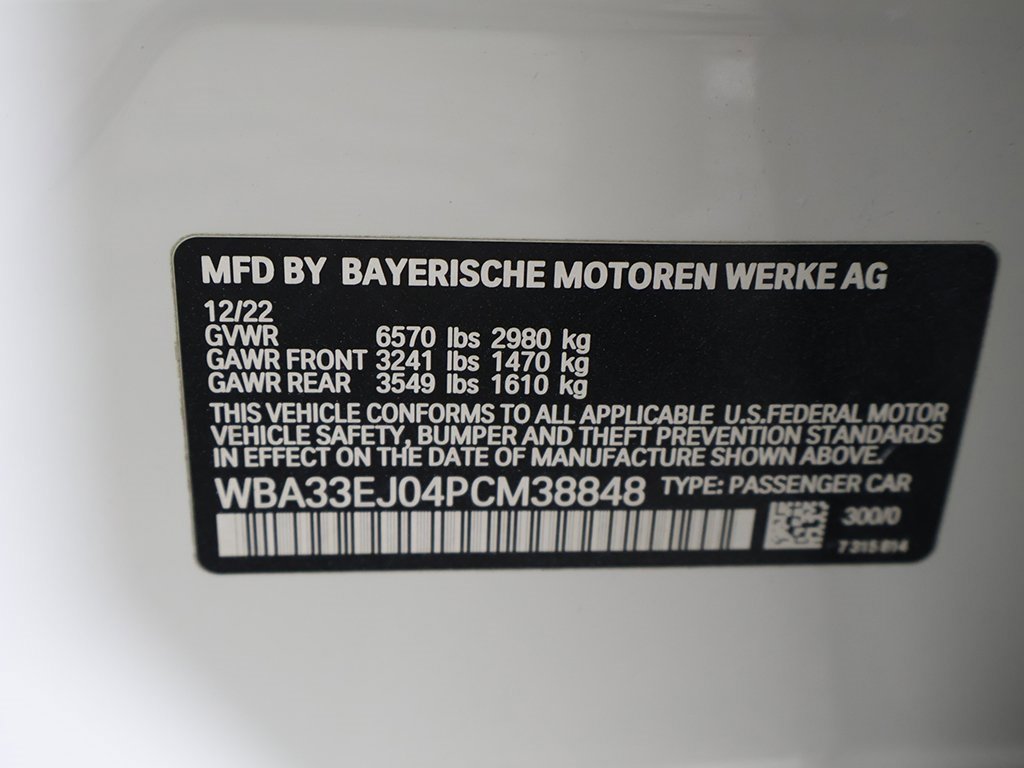 MFD BY BAYERISCHE MOTOREN WERKE AG
12/22
GVWR 6570 lbs 2980 kg
GAWR FRONT 3241 lbs 1470 kg
GAWR REAR 3549 lbs 1610 kg
THIS VEHICLE CONFORMS TO ALL APPLICABLE U.S.FEDERAL MOTOR
VEHICLE SAFETY, BUMPER AND THEFT PREVENTION STANDARDS
IN EFFECT ON THE DATE OF MANUFACTURE SHOWN ABOVE.
WBA33EJ04PCM38848 TYPE: PASSENGER CAR
300/0